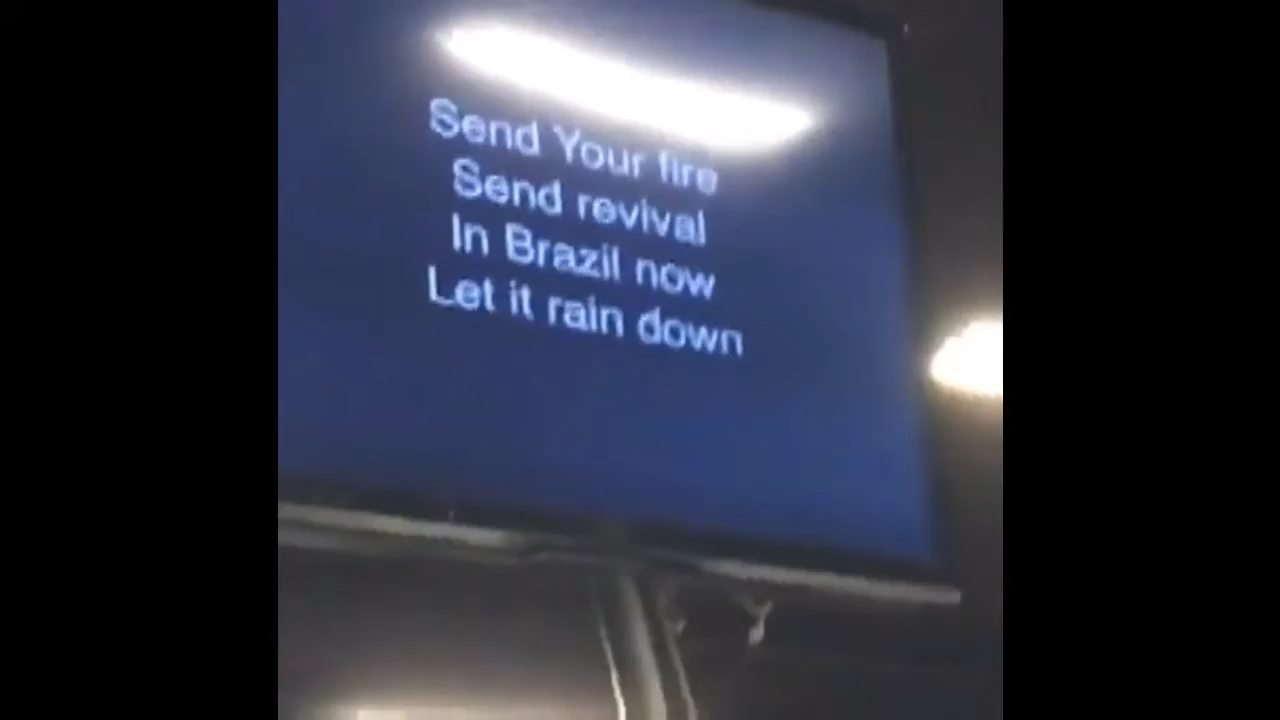 Send Your fire
Send revival
In Brazil now
Let it rain down